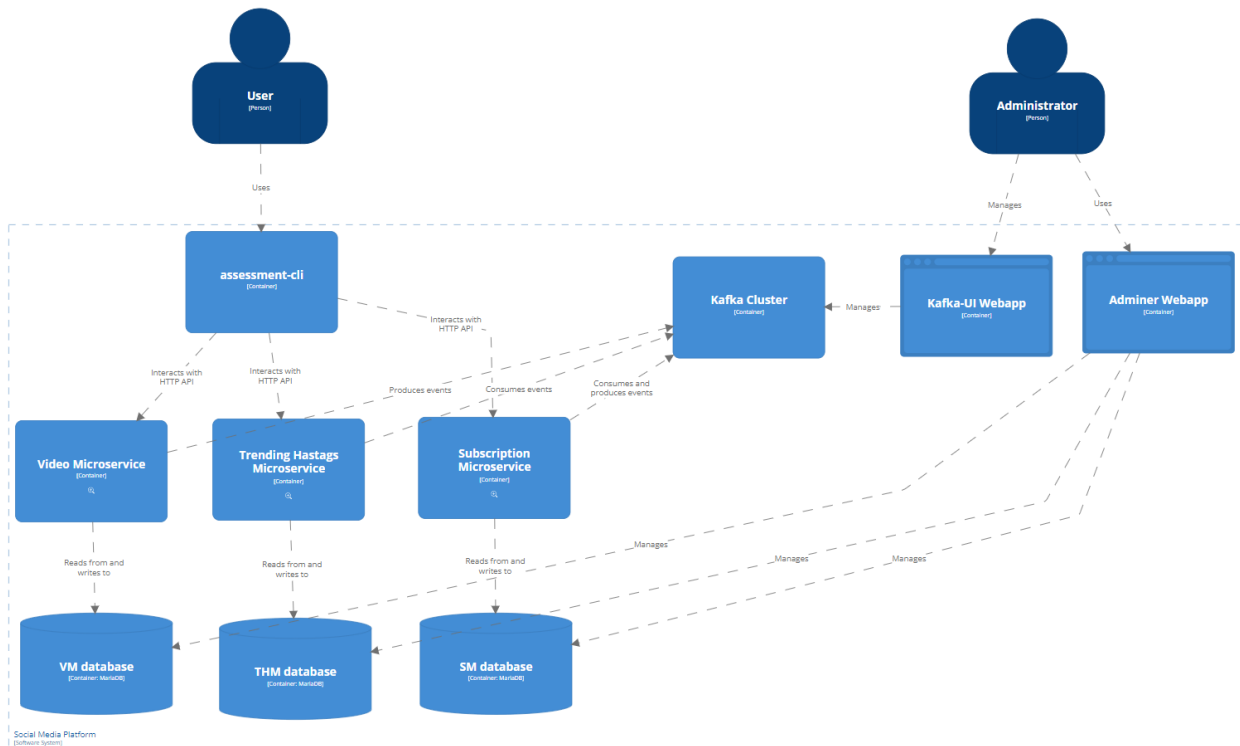 User
[Person]
Administrator
[Person]
Uses
Manages
Uses
assessment-cli
[Container]
Kafka Cluster
[Container]
Manages
Kafka-UI Webapp
[Container]
Adminer Webapp
[Container]
Interacts with
HTTP API
Interacts with
HTTP API
Interacts with
HTTP API
Produces events
Consumes events
Consumes and
produces events
Video Microservice
[Container]
Trending Hastags
Microservice
[Container]
Subscription
Microservice
[Container]
Reads from and
writes to
Reads from and
writes to
Reads from and
writes to
Manages
Manages
Manages
VM database
[Container: MariaDB]
THM database
[Container: MariaDB]
SM database
[Container: MariaDB]
Social Media Platform
[Software System]